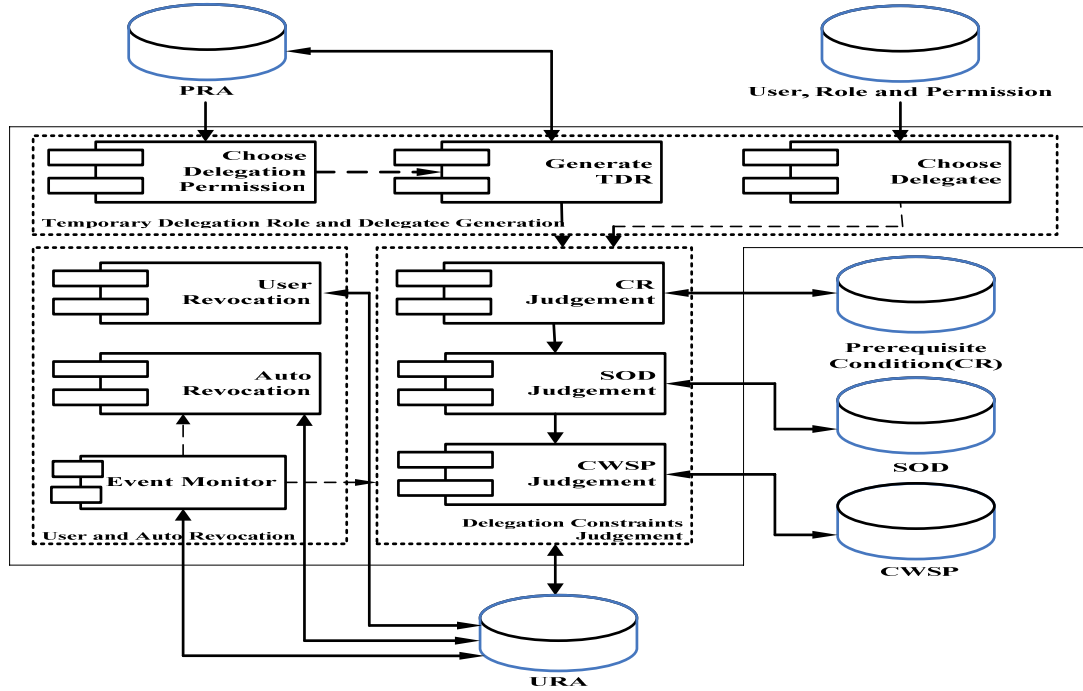 PRA
User, Role and Permission
Choose
Delegation
Permission
Generate
TDR
Choose
Delegatee
Temporary Delegation Role and Delegatee Generation
User
Revocation
CR
Judgement
Prerequisite
Condition(CR)
Auto
Revocation
SOD
Judgement
SOD
Event Monitor
CWSP
Judgement
User and Auto Revocation
Delegation Constraints
Judgement
CWSP
URA